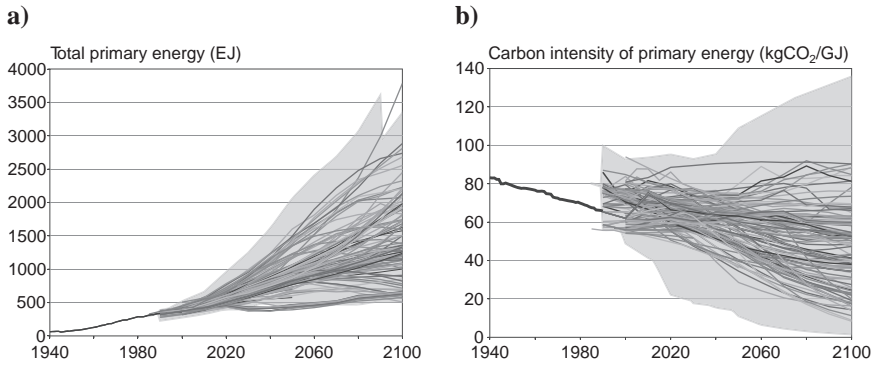 a)
Total primary energy (EJ)
4000
3500
3000
2500
2000
1500
1000
500
0
1940 1980 2020 2060 2100
b)
Carbon intensity of primary energy (kgCO₂/GJ)
140
120
100
80
60
40
20
0
1940 1980 2020 2060 2100